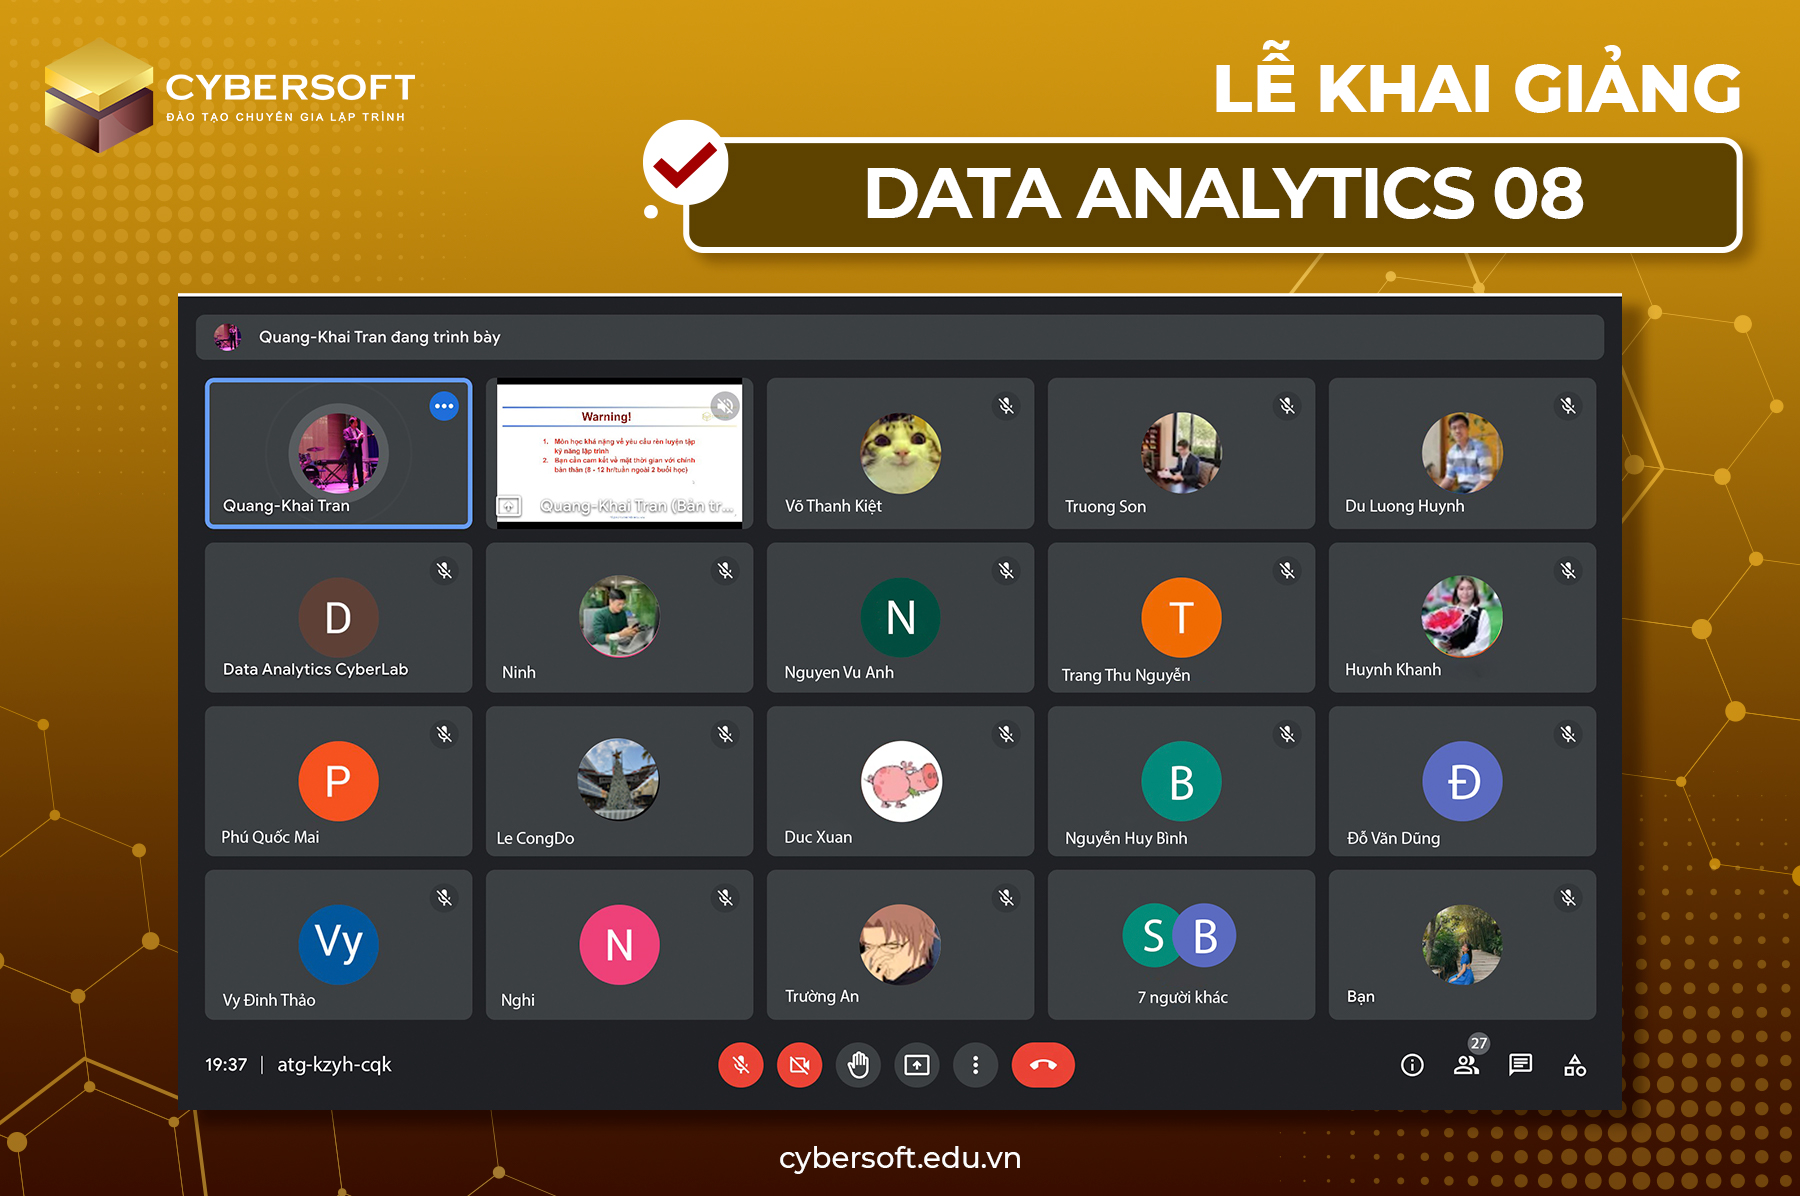 CYBERSOFT
ĐÀO TẠO CHUYÊN GIA LẬP TRÌNH
LỄ KHAI GIẢNG
DATA ANALYTICS 08
Quang-Khai Tran đang trình bày
Quang-Khai Tran
Warning!
1. Môn học khá nặng về yêu cầu rèn luyện tập
kỹ năng lập trình
2. Bạn cần cam kết về mặt thời gian với chính
bản thân (8 - 12 hr/tuần ngoài 2 buổi học)
Quang-Khai Tran (Bản tr...
Võ Thanh Kiệt
Truong Son
Du Luong Huynh
D
Data Analytics CyberLab
Ninh
N
Nguyen Vu Anh
T
Trang Thu Nguyễn
Huynh Khanh
P
Phú Quốc Mai
Le CongDo
Duc Xuan
B
Nguyễn Huy Bình
Đ
Đỗ Văn Dũng
Vy
Vy Đinh Thảo
N
Nghi
Trường An
S B
7 người khác
Bạn
19:37 | atg-kzyh-cqk
27
cybersoft.edu.vn